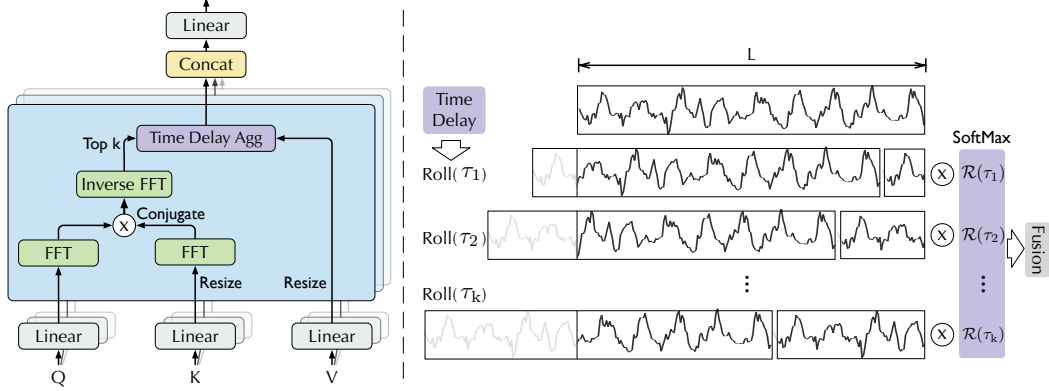 Linear
Concat
Time Delay Agg
Top k
Inverse FFT
x
Conjugate
FFT
FFT
Resize
Resize
Linear
Linear
Linear
Q
K
V
L
Time
Delay
SoftMax
Roll(τ₁)
x
R(τ₁)
Roll(τ₂)
x
R(τ₂)
Fusion
⋮
⋮
Roll(τₖ)
x
R(τₖ)